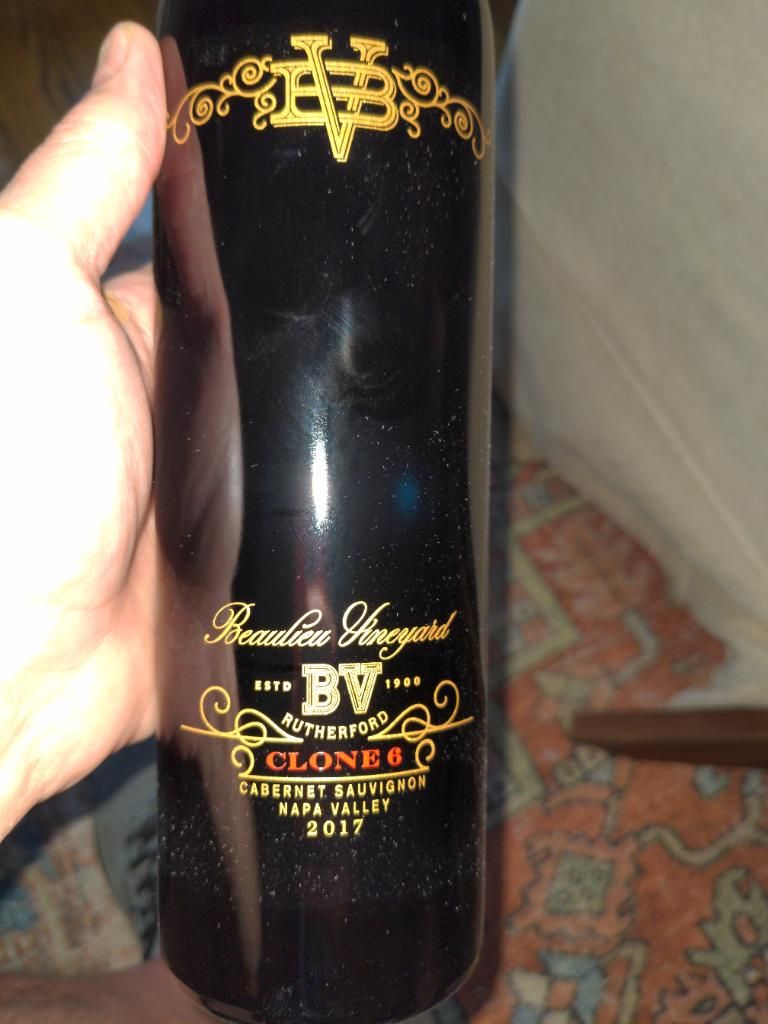 BV
Beaulieu Vineyard
ESTD BV 1900
RUTHERFORD
CLONE 6
CABERNET SAUVIGNON
NAPA VALLEY
2017